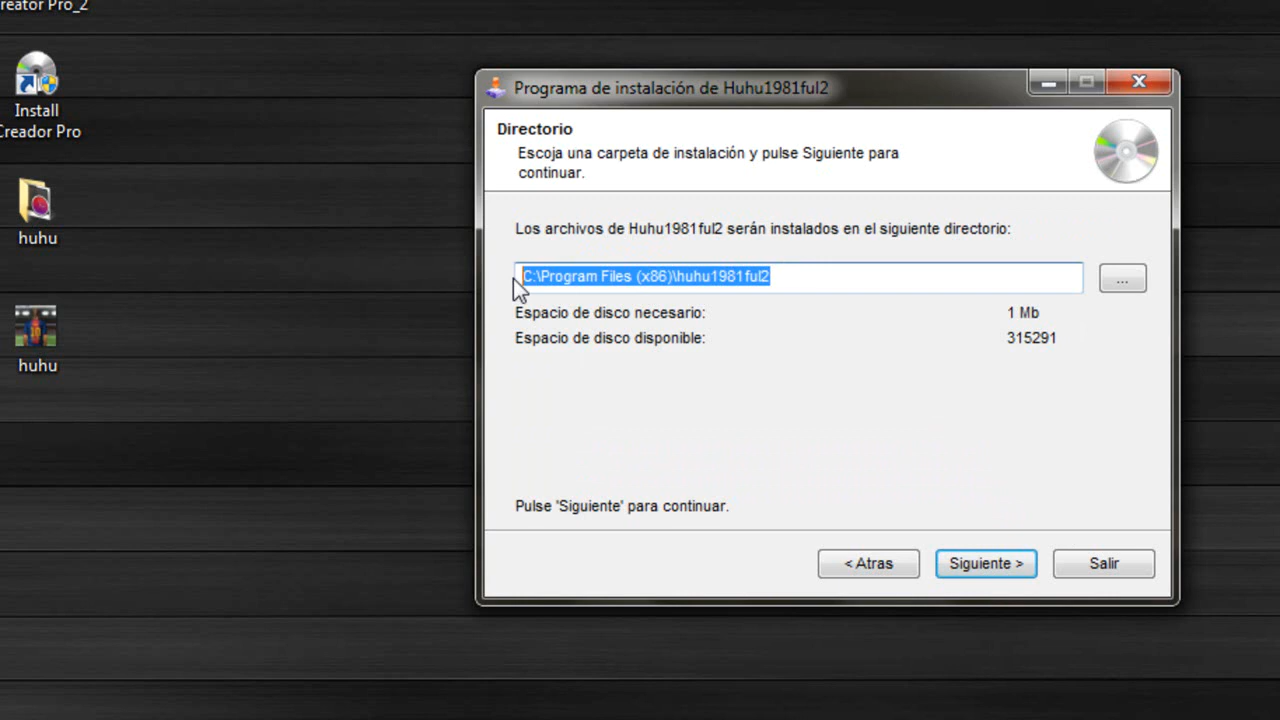 reator Pro_2
Install
Creador Pro
huhu
huhu
Programa de instalación de Huhu1981ful2
Directorio
Escoja una carpeta de instalación y pulse Siguiente para
continuar.
Los archivos de Huhu1981ful2 serán instalados en el siguiente directorio:
C:\Program Files (x86)\huhu1981ful2
...
Espacio de disco necesario: 1 Mb
Espacio de disco disponible: 315291
Pulse 'Siguiente' para continuar.
< Atras Siguiente > Salir